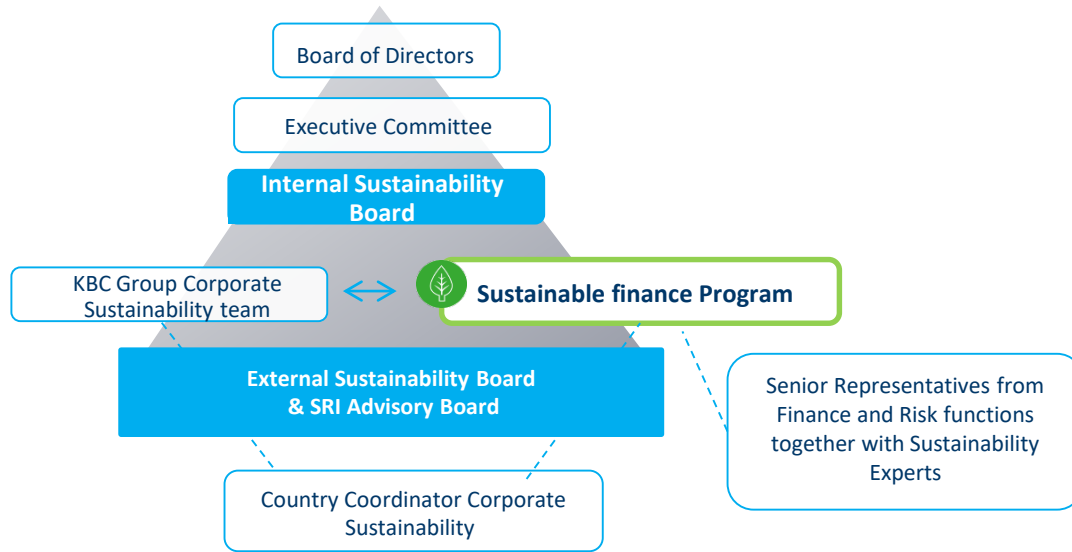 Board of Directors
Executive Committee
Internal Sustainability
Board
KBC Group Corporate
Sustainability team
Sustainable finance Program
External Sustainability Board
& SRI Advisory Board
Senior Representatives from
Finance and Risk functions
together with Sustainability
Experts
Country Coordinator Corporate
Sustainability